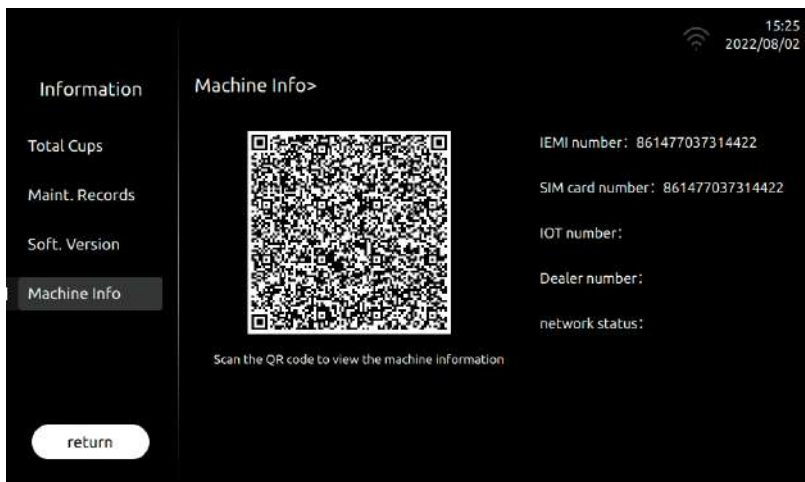 15:25
2022/08/02
Information
Total Cups
Maint. Records
Soft. Version
Machine Info
return
Machine Info>
Scan the QR code to view the machine information
IEMI number: 861477037314422
SIM card number: 861477037314422
IOT number:
Dealer number:
network status: